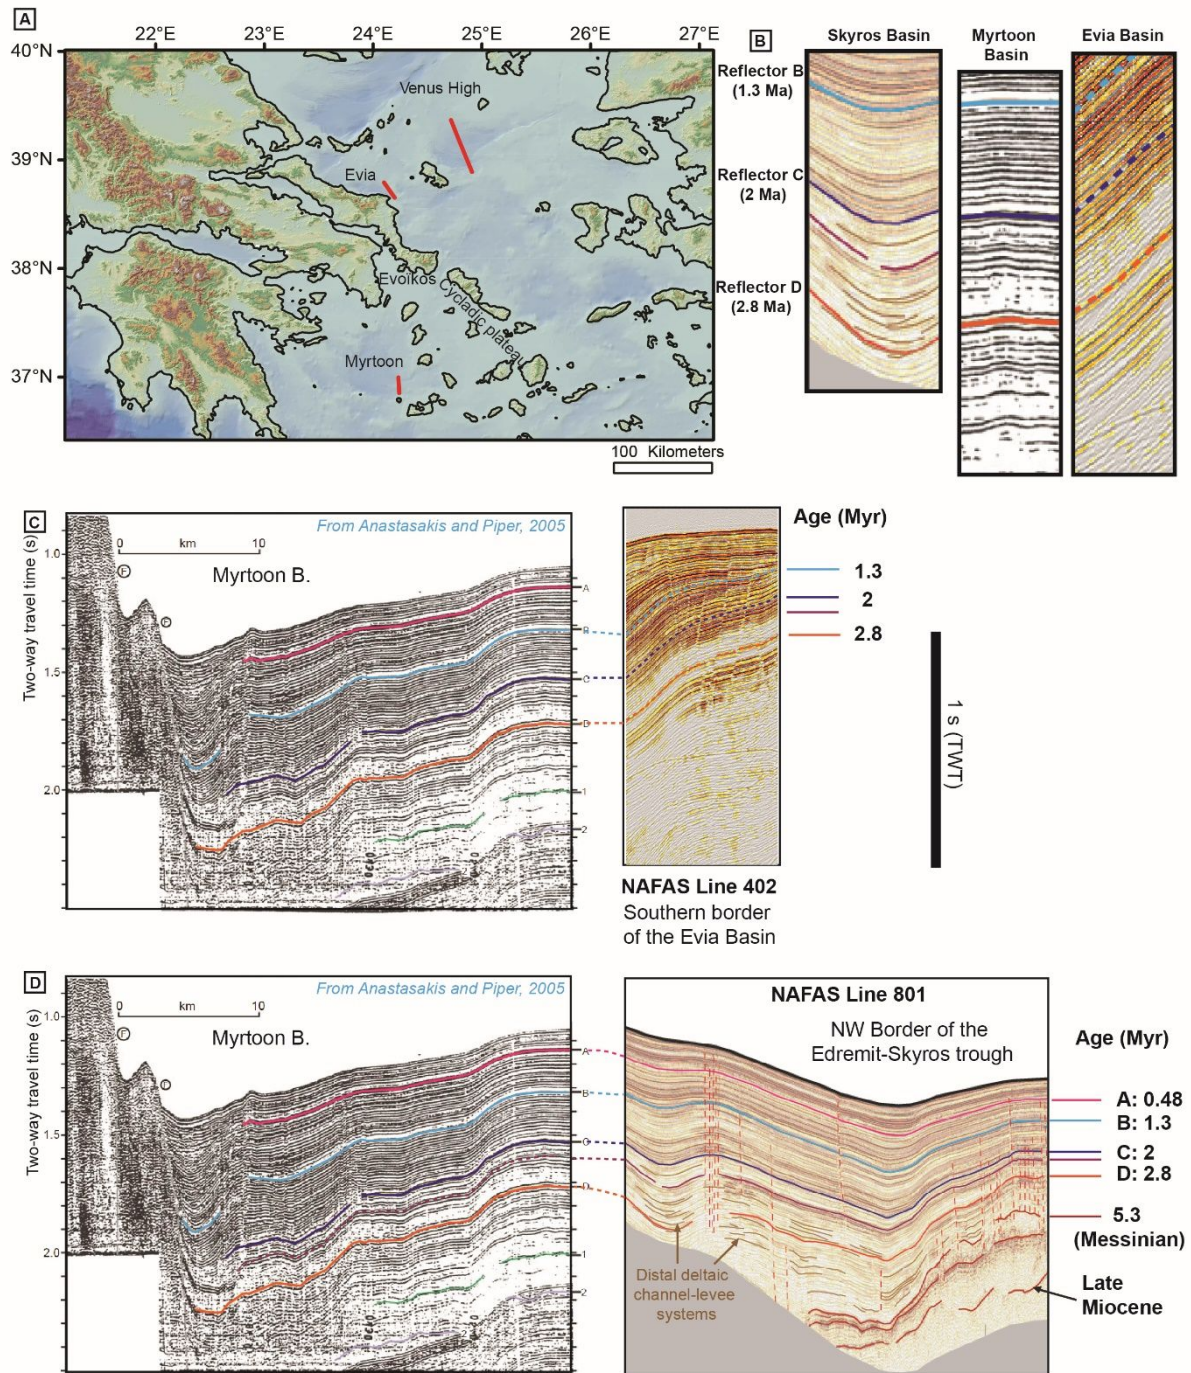 A
22°E 23°E 24°E 25°E 26°E 27°E
40°N
39°N
38°N
37°N
Venus High
Evia
Evoïkos
Cycladic plateau
Myrtoon
100 Kilometers
B
Skyros Basin
Myrtoon
Basin
Evia Basin
Reflector B
(1.3 Ma)
Reflector C
(2 Ma)
Reflector D
(2.8 Ma)
C
From Anastasakis and Piper, 2005
Two-way travel time (s)
1.0
1.5
2.0
0 km 10
F
F
Myrtoon B.
A
B
C
D
1
2
Age (Myr)
1.3
2
2.8
1 s (TWT)
NAFAS Line 402
Southern border
of the Evia Basin
D
From Anastasakis and Piper, 2005
Two-way travel time (s)
1.0
1.5
2.0
0 km 10
F
F
Myrtoon B.
A
B
C
D
1
2
NAFAS Line 801
NW Border of the
Edremit-Skyros trough
Distal deltaic
channel-levee
systems
Age (Myr)
A: 0.48
B: 1.3
C: 2
D: 2.8
5.3
(Messinian)
Late
Miocene